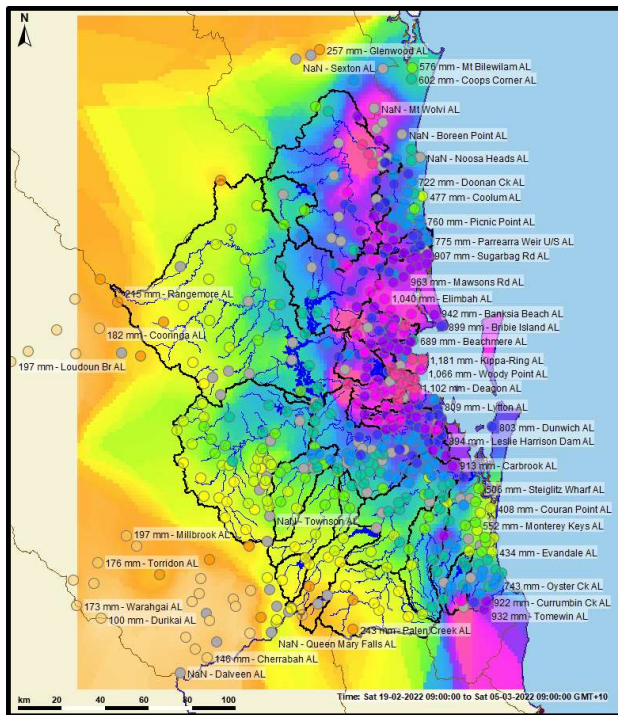 N
257 mm - Glenwood AL
NaN - Sexton AL
576 mm - Mt Bilewilam AL
602 mm - Coops Corner AL
NaN - Mt Wolvi AL
NaN - Boreen Point AL
NaN - Noosa Heads AL
722 mm - Doonan Ck AL
477 mm - Coolum AL
760 mm - Picnic Point AL
775 mm - Parrearra Weir U/S AL
907 mm - Sugarbag Rd AL
963 mm - Mawsons Rd AL
215 mm - Rangemore AL
1,040 mm - Elimbah AL
942 mm - Banksia Beach AL
899 mm - Bribie Island AL
182 mm - Cooringa AL
689 mm - Beachmere AL
197 mm - Loudoun Br AL
1,181 mm - Kippa-Ring AL
1,066 mm - Woody Point AL
1,102 mm - Deagon AL
809 mm - Lytton AL
803 mm - Dunwich AL
894 mm - Leslie Harrison Dam AL
913 mm - Carbrook AL
506 mm - Steiglitz Wharf AL
408 mm - Couran Point AL
NaN - Townson AL
552 mm - Monterey Keys AL
197 mm - Millbrook AL
434 mm - Evandale AL
176 mm - Torridon AL
743 mm - Oyster Ck AL
173 mm - Warahgai AL
922 mm - Currumbin Ck AL
100 mm - Durikai AL
932 mm - Tomewin AL
243 mm - Palen Creek AL
NaN - Queen Mary Falls AL
146 mm - Cherrabah AL
NaN - Dalveen AL
km 20 40 60 80 100
Time: Sat 19-02-2022 09:00:00 to Sat 05-03-2022 09:00:00 GMT+10